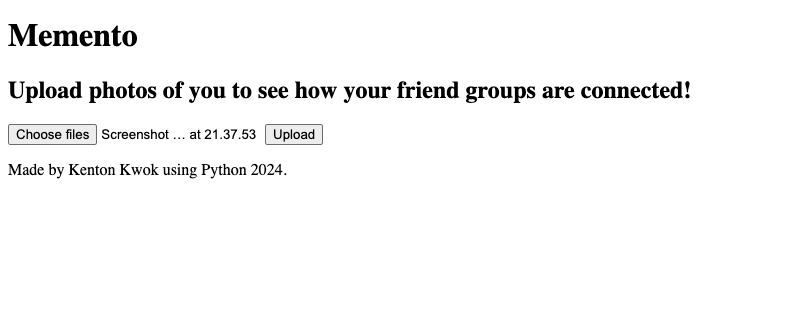 Memento
Upload photos of you to see how your friend groups are connected!
Choose files Screenshot ... at 21.37.53 Upload
Made by Kenton Kwok using Python 2024.